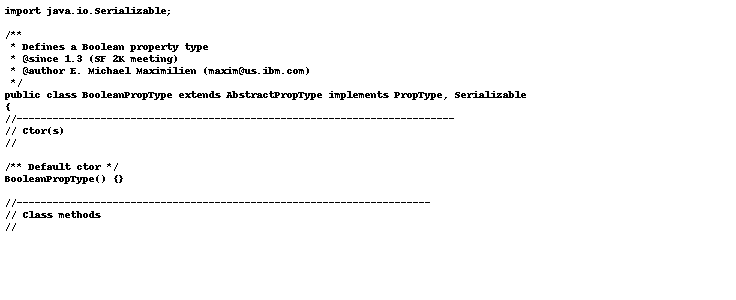 import java.io.Serializable;
/**
 * Defines a Boolean property type
 * @since 1.3 (SF 2K meeting)
 * @author E. Michael Maximilien (maxim@us.ibm.com)
 */
public class BooleanPropType extends AbstractPropType implements PropType, Serializable
{
//-------------------------------------------------------------------------
// Ctor(s)
//
/** Default ctor */
BooleanPropType() {}
//---------------------------------------------------------------------
// Class methods
//